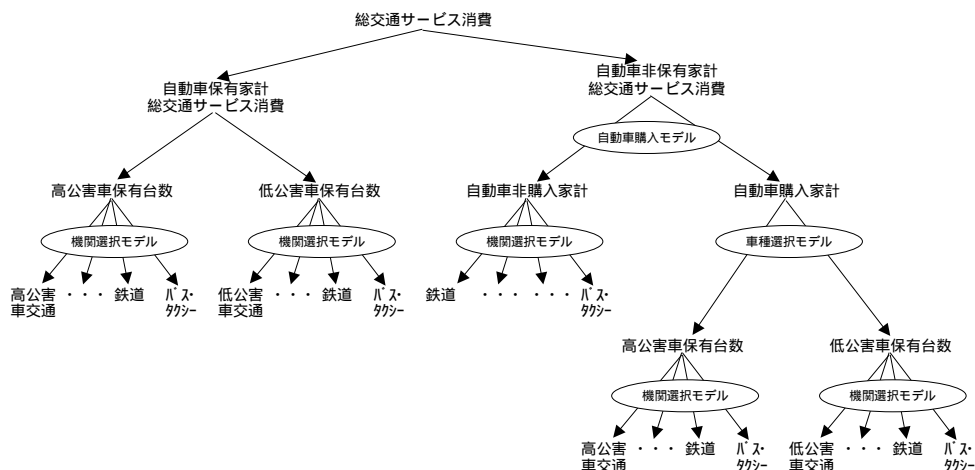 総交通サービス消費
自動車保有家計
総交通サービス消費
自動車非保有家計
総交通サービス消費
自動車購入モデル
高公害車保有台数
低公害車保有台数
自動車非購入家計
自動車購入家計
機関選択モデル
機関選択モデル
機関選択モデル
車種選択モデル
高公害
車交通
・・・
鉄道
バス・
タクシー
低公害
車交通
・・・
鉄道
バス・
タクシー
鉄道
・・・
・・・
バス・
タクシー
高公害車保有台数
低公害車保有台数
機関選択モデル
機関選択モデル
高公害
車交通
・・・
鉄道
バス・
タクシー
低公害
車交通
・・・
鉄道
バス・
タクシー